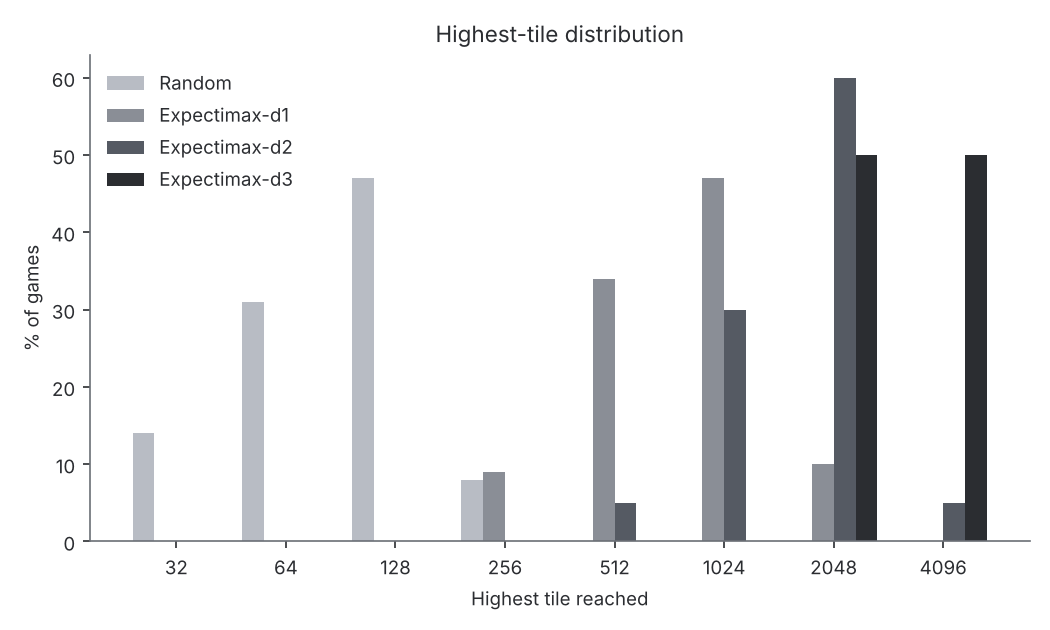 Highest-tile distribution
Random
Expectimax-d1
Expectimax-d2
Expectimax-d3
% of games
60
50
40
30
20
10
0
32 64 128 256 512 1024 2048 4096
Highest tile reached